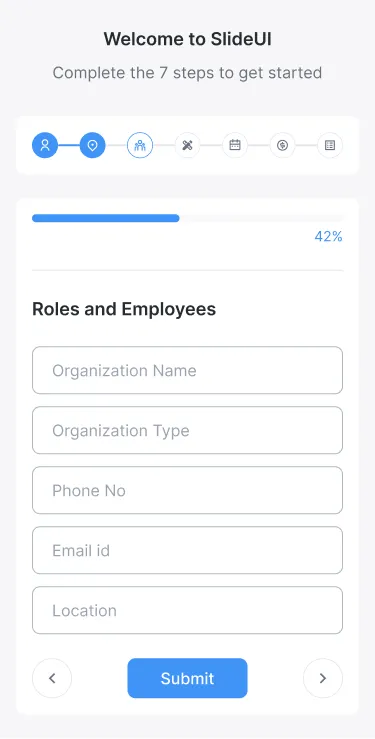 Welcome to SlideUI
Complete the 7 steps to get started
42%
Roles and Employees
Organization Name
Organization Type
Phone No
Email id
Location
Submit